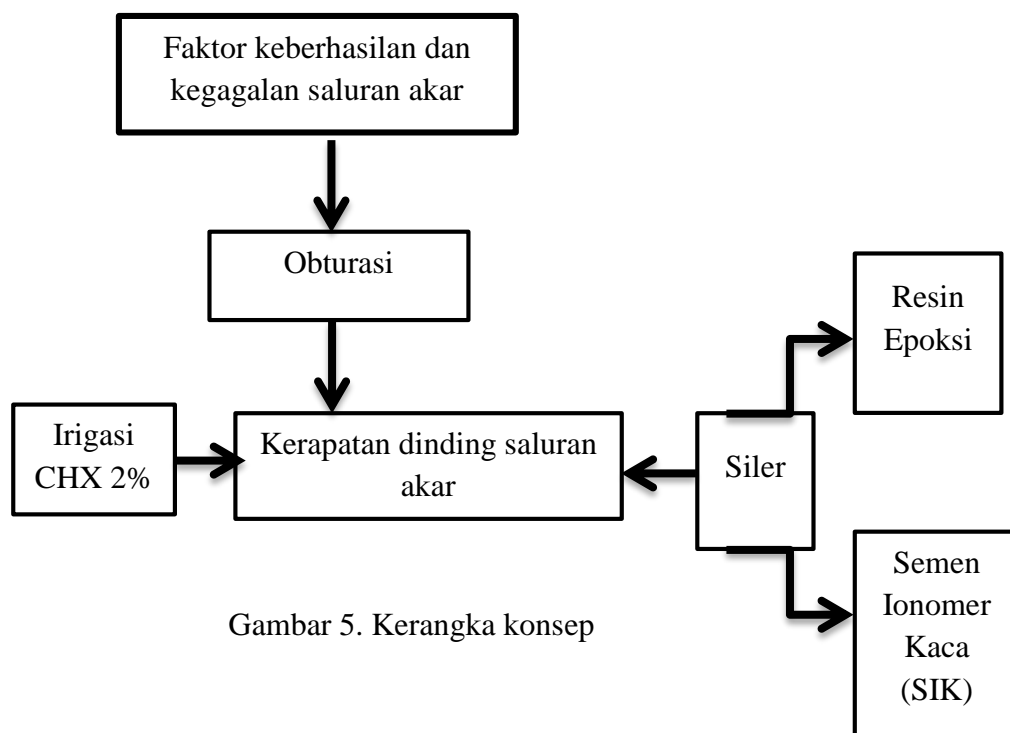 Faktor keberhasilan dan
kegagalan saluran akar
Obturasi
Resin
Epoksi
Irigasi
CHX 2%
Kerapatan dinding saluran
akar
Siler
Semen
Ionomer
Kaca
(SIK)
Gambar 5. Kerangka konsep